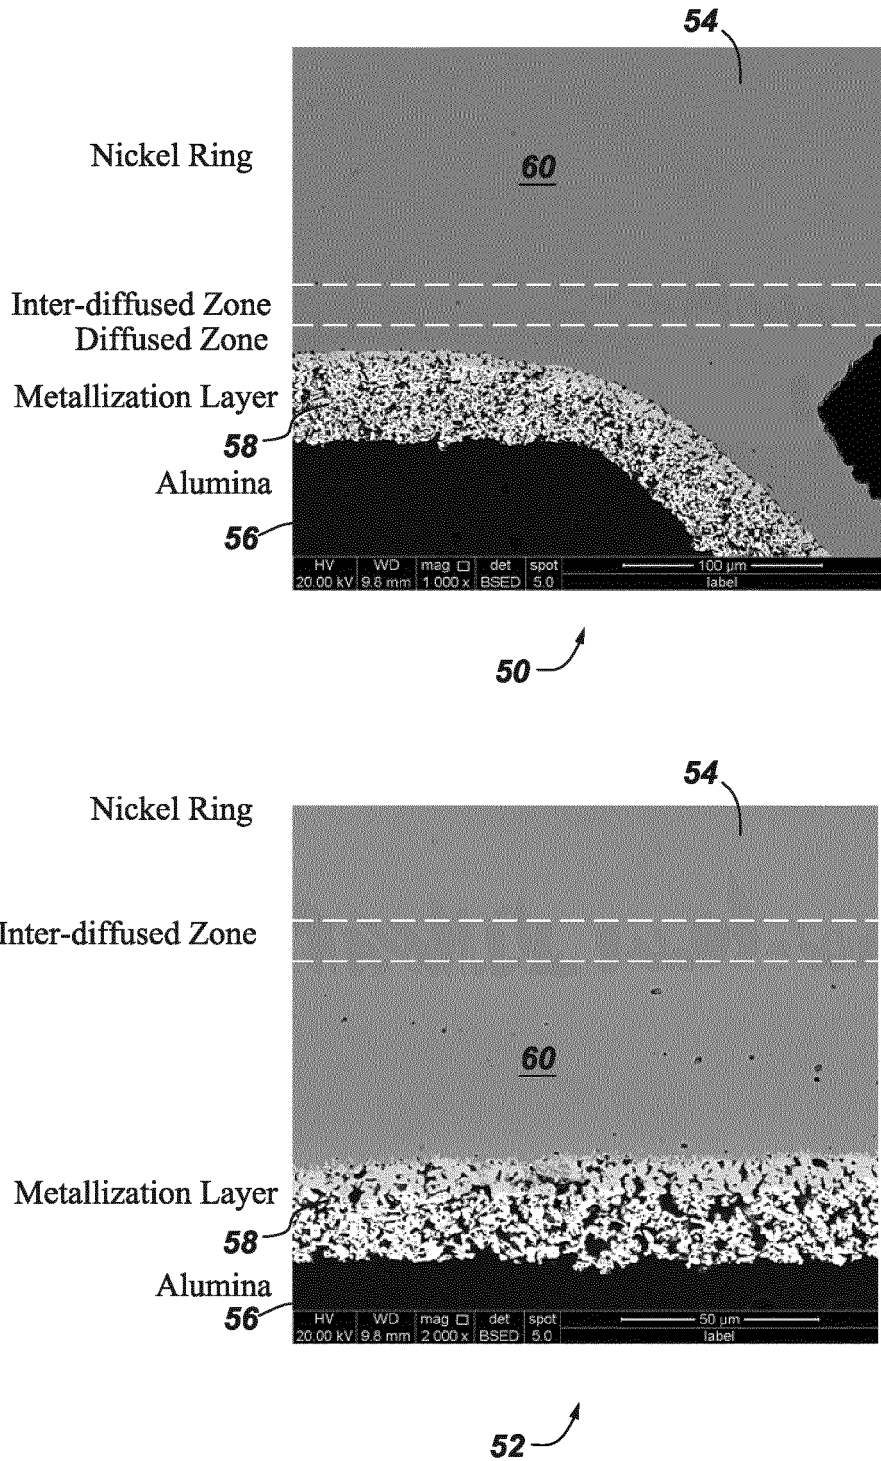 54
Nickel Ring
60
Inter-diffused Zone
Diffused Zone
Metallization Layer
58
Alumina
56
HV WD mag □ det spot 100 µm
20.00 kV 9.8 mm 1 000 x BSED 5.0 label
50
54
Nickel Ring
Inter-diffused Zone
60
Metallization Layer
58
Alumina
56
HV WD mag □ det spot 50 µm
20.00 kV 9.8 mm 2 000 x BSED 5.0 label
52